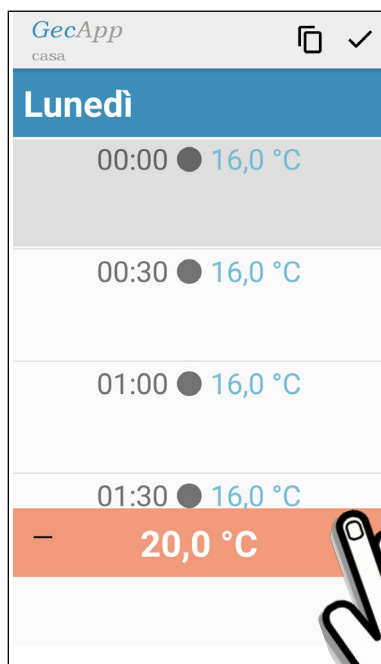 GecApp
casa
Lunedì
00:00 16,0 °C
00:30 16,0 °C
01:00 16,0 °C
01:30 16,0 °C
– 20,0 °C